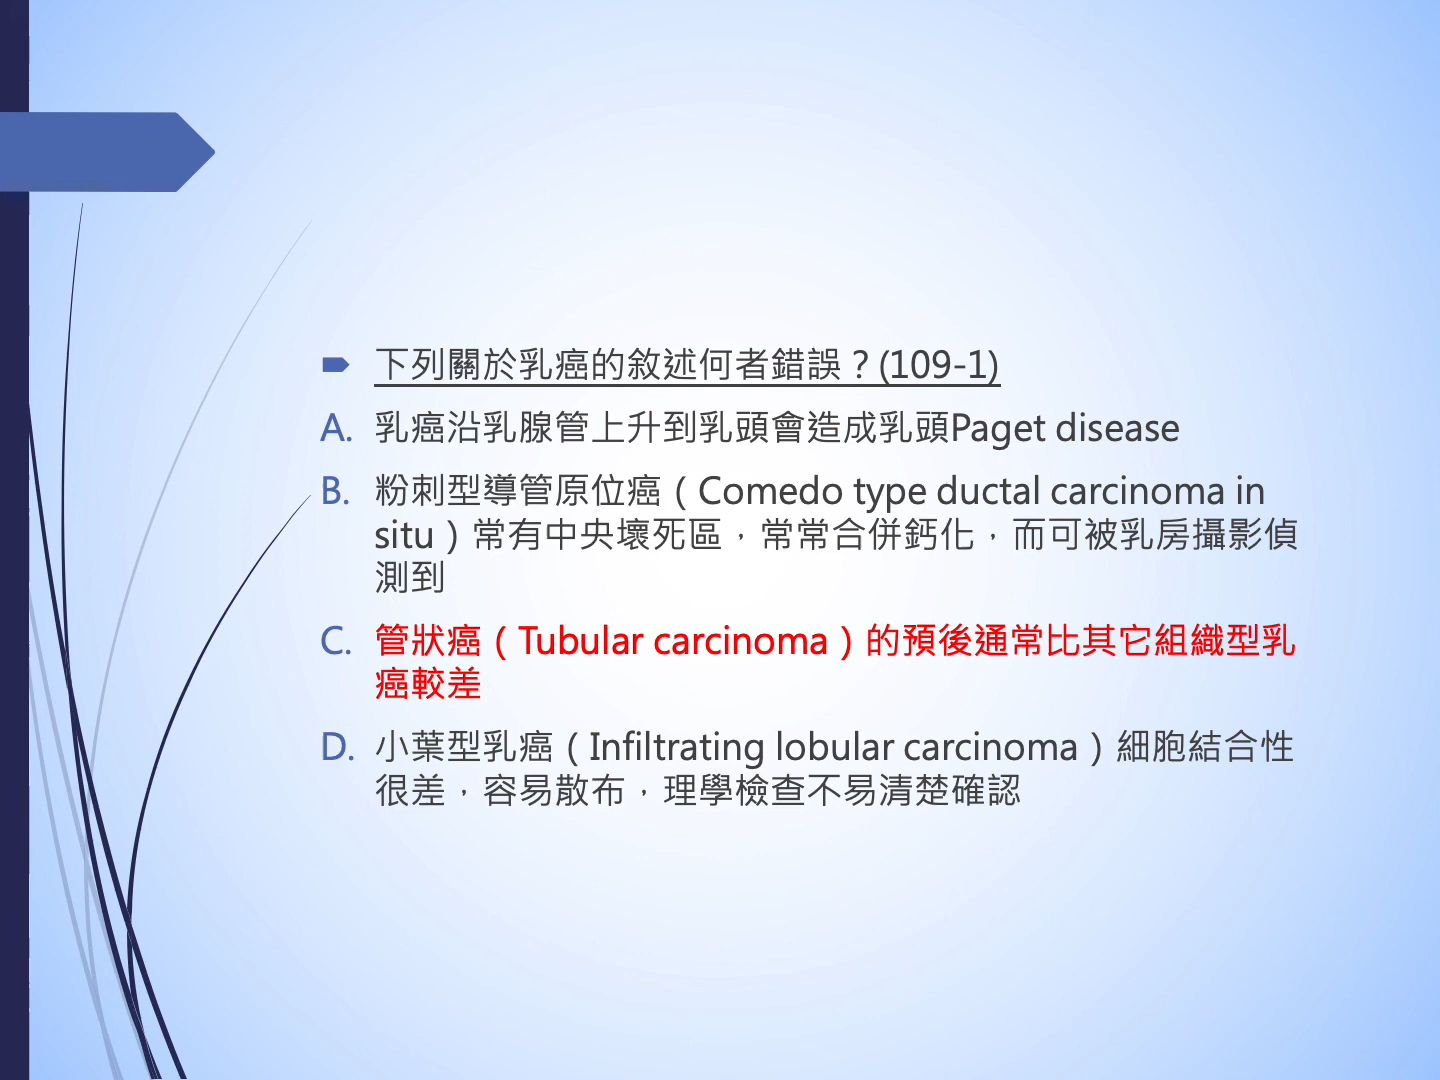 下列關於乳癌的敘述何者錯誤？(109-1)
A. 乳癌沿乳腺管上升到乳頭會造成乳頭Paget disease
B. 粉刺型導管原位癌（Comedo type ductal carcinoma in
situ）常有中央壞死區，常常合併鈣化，而可被乳房攝影偵
測到
C. 管狀癌（Tubular carcinoma）的預後通常比其它組織型乳
癌較差
D. 小葉型乳癌（Infiltrating lobular carcinoma）細胞結合性
很差，容易散布，理學檢查不易清楚確認